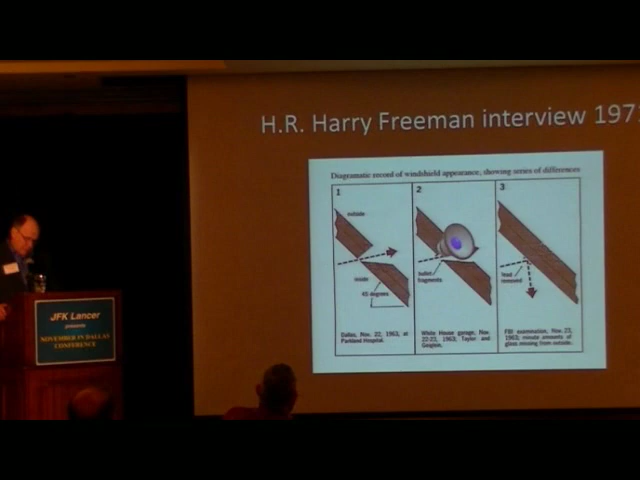 H.R. Harry Freeman interview 197
Diagramatic record of windshield appearance, showing series of differences
1
2
3
outside
inside
45 degrees
bullet
fragments
lead
removed
Dallas, Nov. 22, 1963, at
Parkland Hospital.
White House garage, Nov.
22-23, 1963; Taylor and
FBI examination, Nov. 23,
1963; minute amounts of
glass missing from outside.
JFK Lancer
presents
NOVEMBER IN DALLAS
CONFERENCE